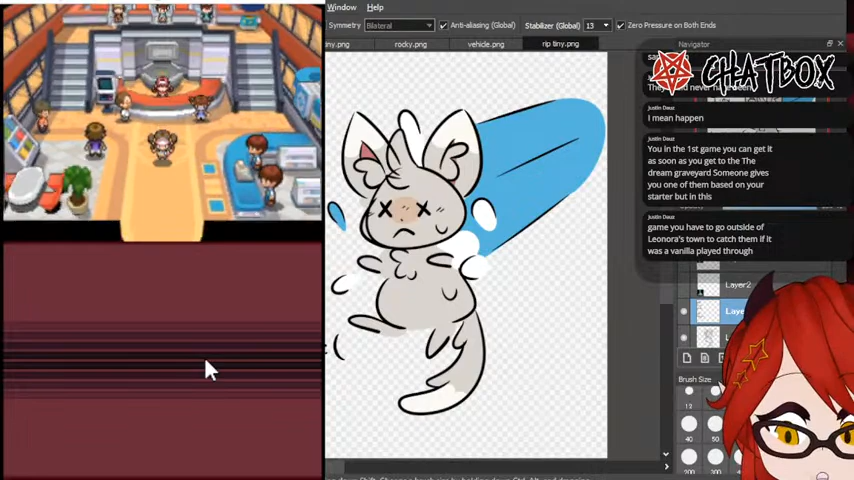 Window Help
Symmetry Bilateral Anti-aliasing (Global) Stabilizer (Global) 13 Zero Pressure on Both Ends
rocky.png vehicle.png rip tiny.png Navigator
CHATBOX
Justin Dauz
I mean happen
Justin Dauz
You in the 1st game you can get it
as soon as you get to the The
dream graveyard Someone gives
you one of them based on your
starter but in this
Justin Dauz
game you have to go outside of
Leonora's town to catch them if it
was a vanilla played through
Layer2
Brush Size
12
40 50
200